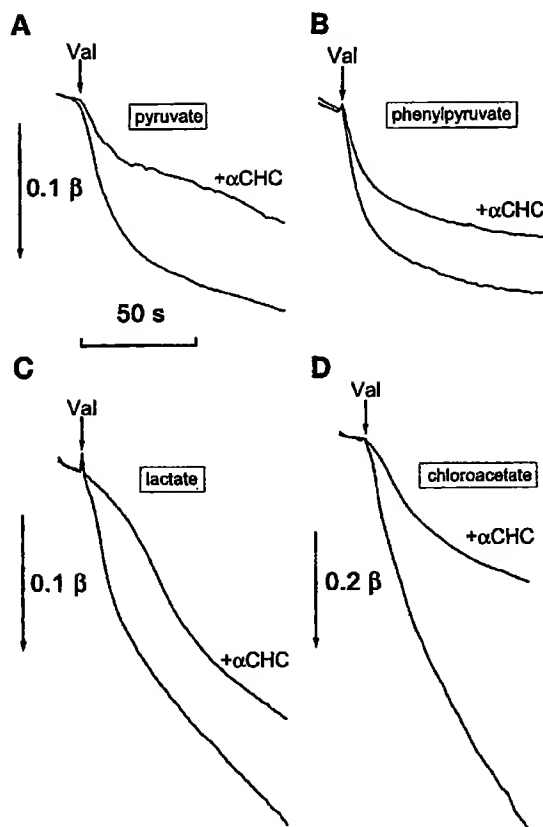 A
Val
pyruvate
+αCHC
0.1 β
50 s
B
Val
phenylpyruvate
+αCHC
C
Val
lactate
0.1 β
+αCHC
D
Val
chloroacetate
+αCHC
0.2 β